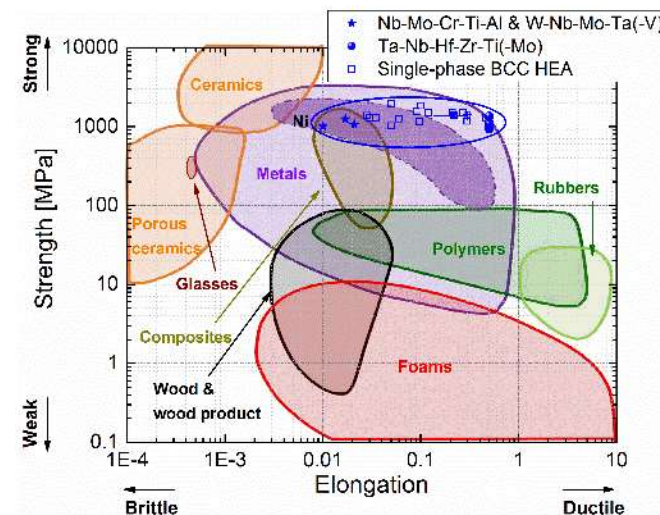 Nb-Mo-Cr-Ti-Al & W-Nb-Mo-Ta(-V)
Ta-Nb-Hf-Zr-Ti(-Mo)
Single-phase BCC HEA
Strong
10000
1000
100
10
1
0.1
Strength [MPa]
Weak
Ceramics
Ni
Metals
Rubbers
Porous
ceramics
Polymers
Glasses
Composites
Foams
Wood &
wood product
1E-4
1E-3
0.01
0.1
1
10
Elongation
Brittle
Ductile